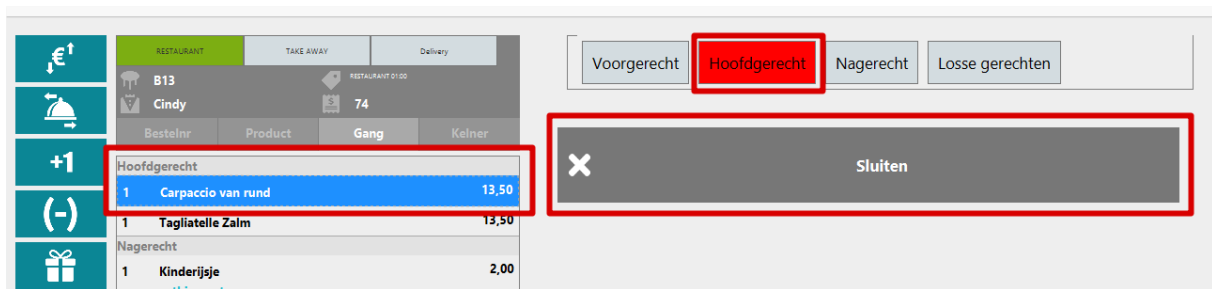 RESTAURANT TAKE AWAY Delivery
B13 RESTAURANT 01:00
Cindy 74
Bestelnr Product Gang Kelner
+1
(-)
Hoofdgerecht
1 Carpaccio van rund 13,50
1 Tagliatelle Zalm 13,50
Nagerecht
1 Kinderijsje 2,00
Voorgerecht Hoofdgerecht Nagerecht Losse gerechten
Sluiten